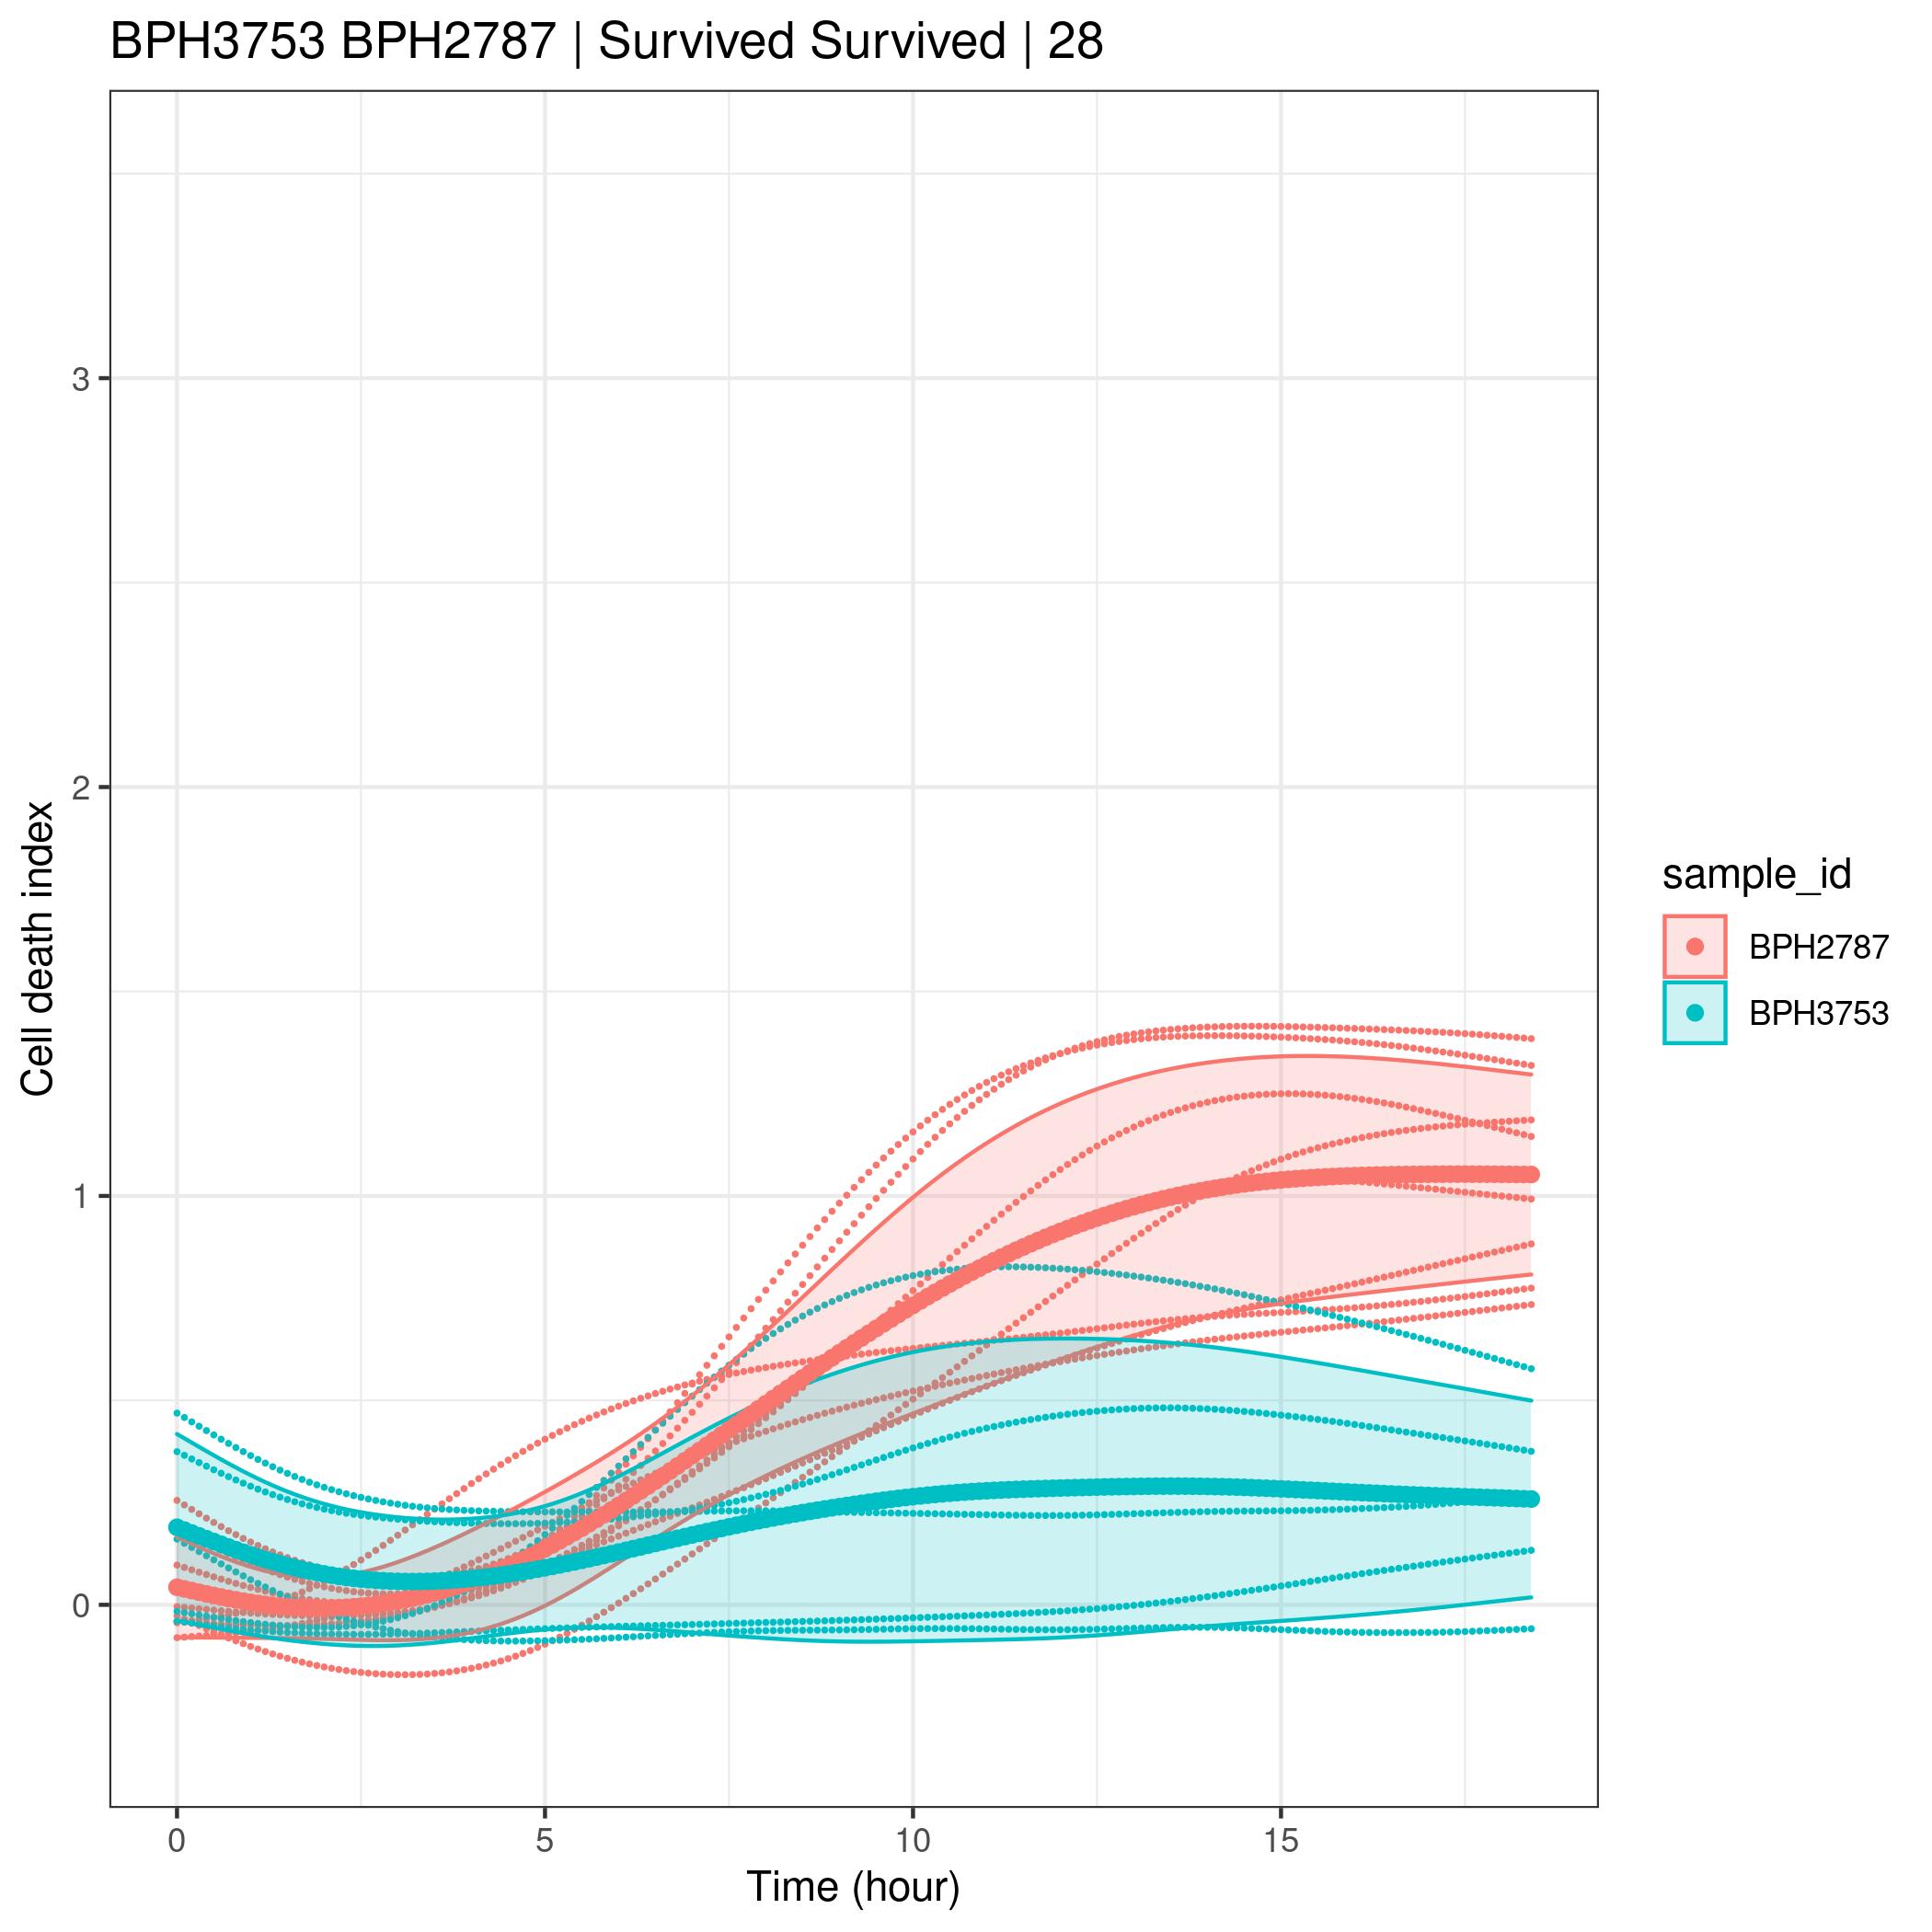 BPH3753 BPH2787 | Survived Survived | 28
Cell death index
3
2
1
0
0 5 10 15
Time (hour)
sample_id
BPH2787
BPH3753